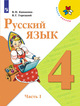 В. П. Канакина
В. Г. Горецкий
Русский язык
4
Часть 1